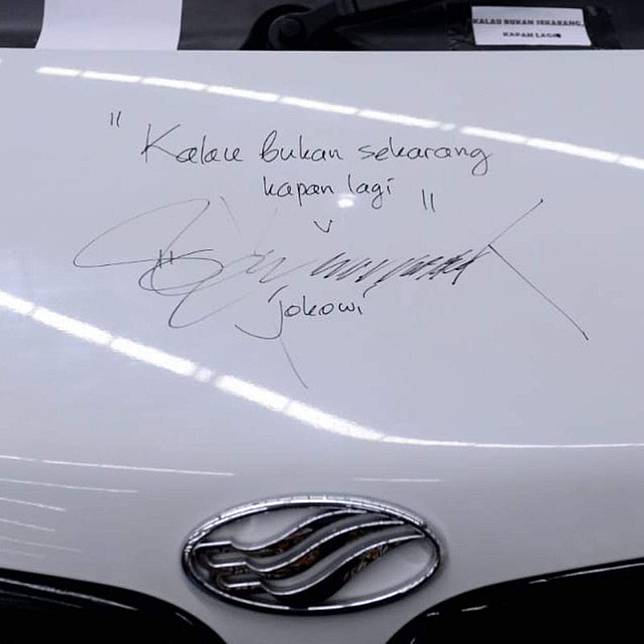 KALAU BUKAN SEKARANG,
KAPAN LAGI
" Kalau bukan sekarang
kapan lagi "
jokowi